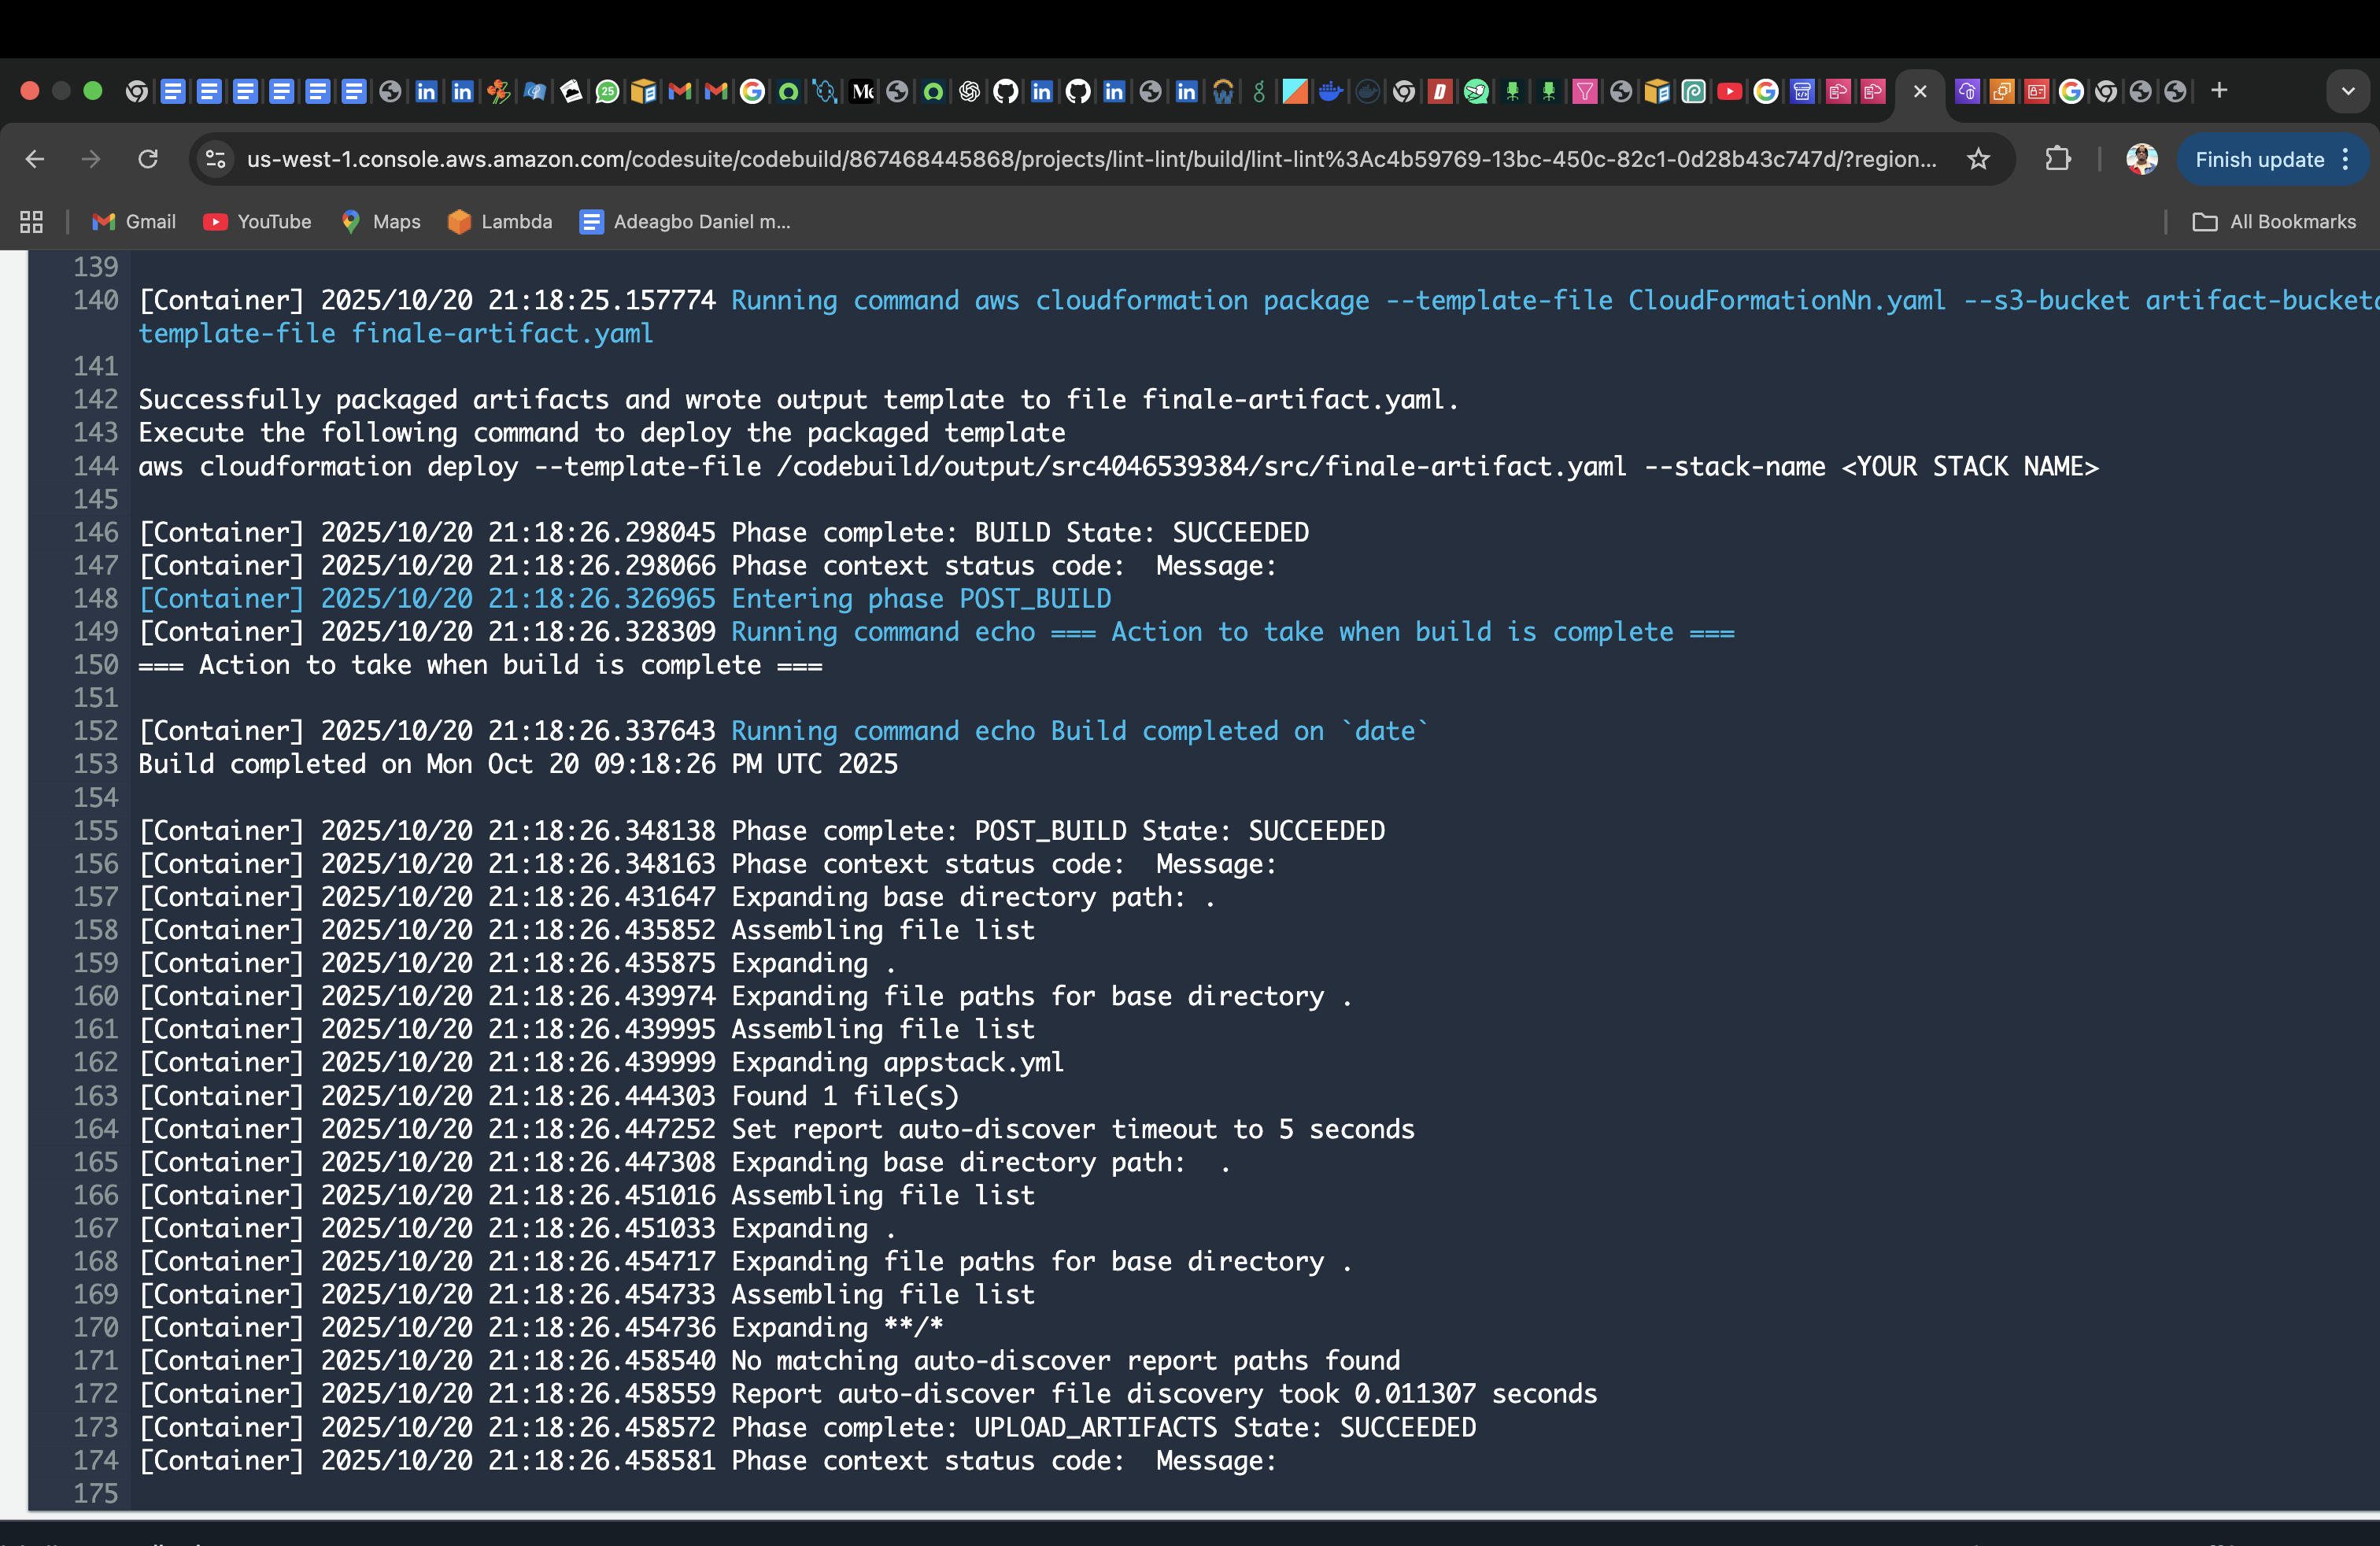 25
us-west-1.console.aws.amazon.com/codesuite/codebuild/867468445868/projects/lint-lint/build/lint-lint%3Ac4b59769-13bc-450c-82c1-0d28b43c747d/?region...
Finish update
Gmail
YouTube
Maps
Lambda
Adeagbo Daniel m...
All Bookmarks
139
140 [Container] 2025/10/20 21:18:25.157774 Running command aws cloudformation package --template-file CloudFormationNn.yaml --s3-bucket
template-file finale-artifact.yaml
141
142 Successfully packaged artifacts and wrote output template to file finale-artifact.yaml.
143 Execute the following command to deploy the packaged template
144 aws cloudformation deploy --template-file /codebuild/output/src4046539384/src/finale-artifact.yaml --stack-name <YOUR STACK NAME>
145
146 [Container] 2025/10/20 21:18:26.298045 Phase complete: BUILD State: SUCCEEDED
147 [Container] 2025/10/20 21:18:26.298066 Phase context status code:  Message:
148 [Container] 2025/10/20 21:18:26.326965 Entering phase POST_BUILD
149 [Container] 2025/10/20 21:18:26.328309 Running command echo === Action to take when build is complete ===
150 === Action to take when build is complete ===
151
152 [Container] 2025/10/20 21:18:26.337643 Running command echo Build completed on `date`
153 Build completed on Mon Oct 20 09:18:26 PM UTC 2025
154
155 [Container] 2025/10/20 21:18:26.348138 Phase complete: POST_BUILD State: SUCCEEDED
156 [Container] 2025/10/20 21:18:26.348163 Phase context status code:  Message:
157 [Container] 2025/10/20 21:18:26.431647 Expanding base directory path: .
158 [Container] 2025/10/20 21:18:26.435852 Assembling file list
159 [Container] 2025/10/20 21:18:26.435875 Expanding .
160 [Container] 2025/10/20 21:18:26.439974 Expanding file paths for base directory .
161 [Container] 2025/10/20 21:18:26.439995 Assembling file list
162 [Container] 2025/10/20 21:18:26.439999 Expanding appstack.yml
163 [Container] 2025/10/20 21:18:26.444303 Found 1 file(s)
164 [Container] 2025/10/20 21:18:26.447252 Set report auto-discover timeout to 5 seconds
165 [Container] 2025/10/20 21:18:26.447308 Expanding base directory path:  .
166 [Container] 2025/10/20 21:18:26.451016 Assembling file list
167 [Container] 2025/10/20 21:18:26.451033 Expanding .
168 [Container] 2025/10/20 21:18:26.454717 Expanding file paths for base directory .
169 [Container] 2025/10/20 21:18:26.454733 Assembling file list
170 [Container] 2025/10/20 21:18:26.454736 Expanding **/*
171 [Container] 2025/10/20 21:18:26.458540 No matching auto-discover report paths found
172 [Container] 2025/10/20 21:18:26.458559 Report auto-discover file discovery took 0.011307 seconds
173 [Container] 2025/10/20 21:18:26.458572 Phase complete: UPLOAD_ARTIFACTS State: SUCCEEDED
174 [Container] 2025/10/20 21:18:26.458581 Phase context status code:  Message:
175